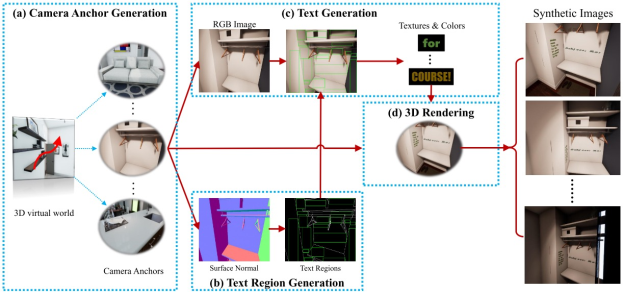 (a) Camera Anchor Generation
3D virtual world
Camera Anchors
(c) Text Generation
RGB Image
Textures & Colors
for
COURSE!
(d) 3D Rendering
Surface Normal
Text Regions
(b) Text Region Generation
Synthetic Images